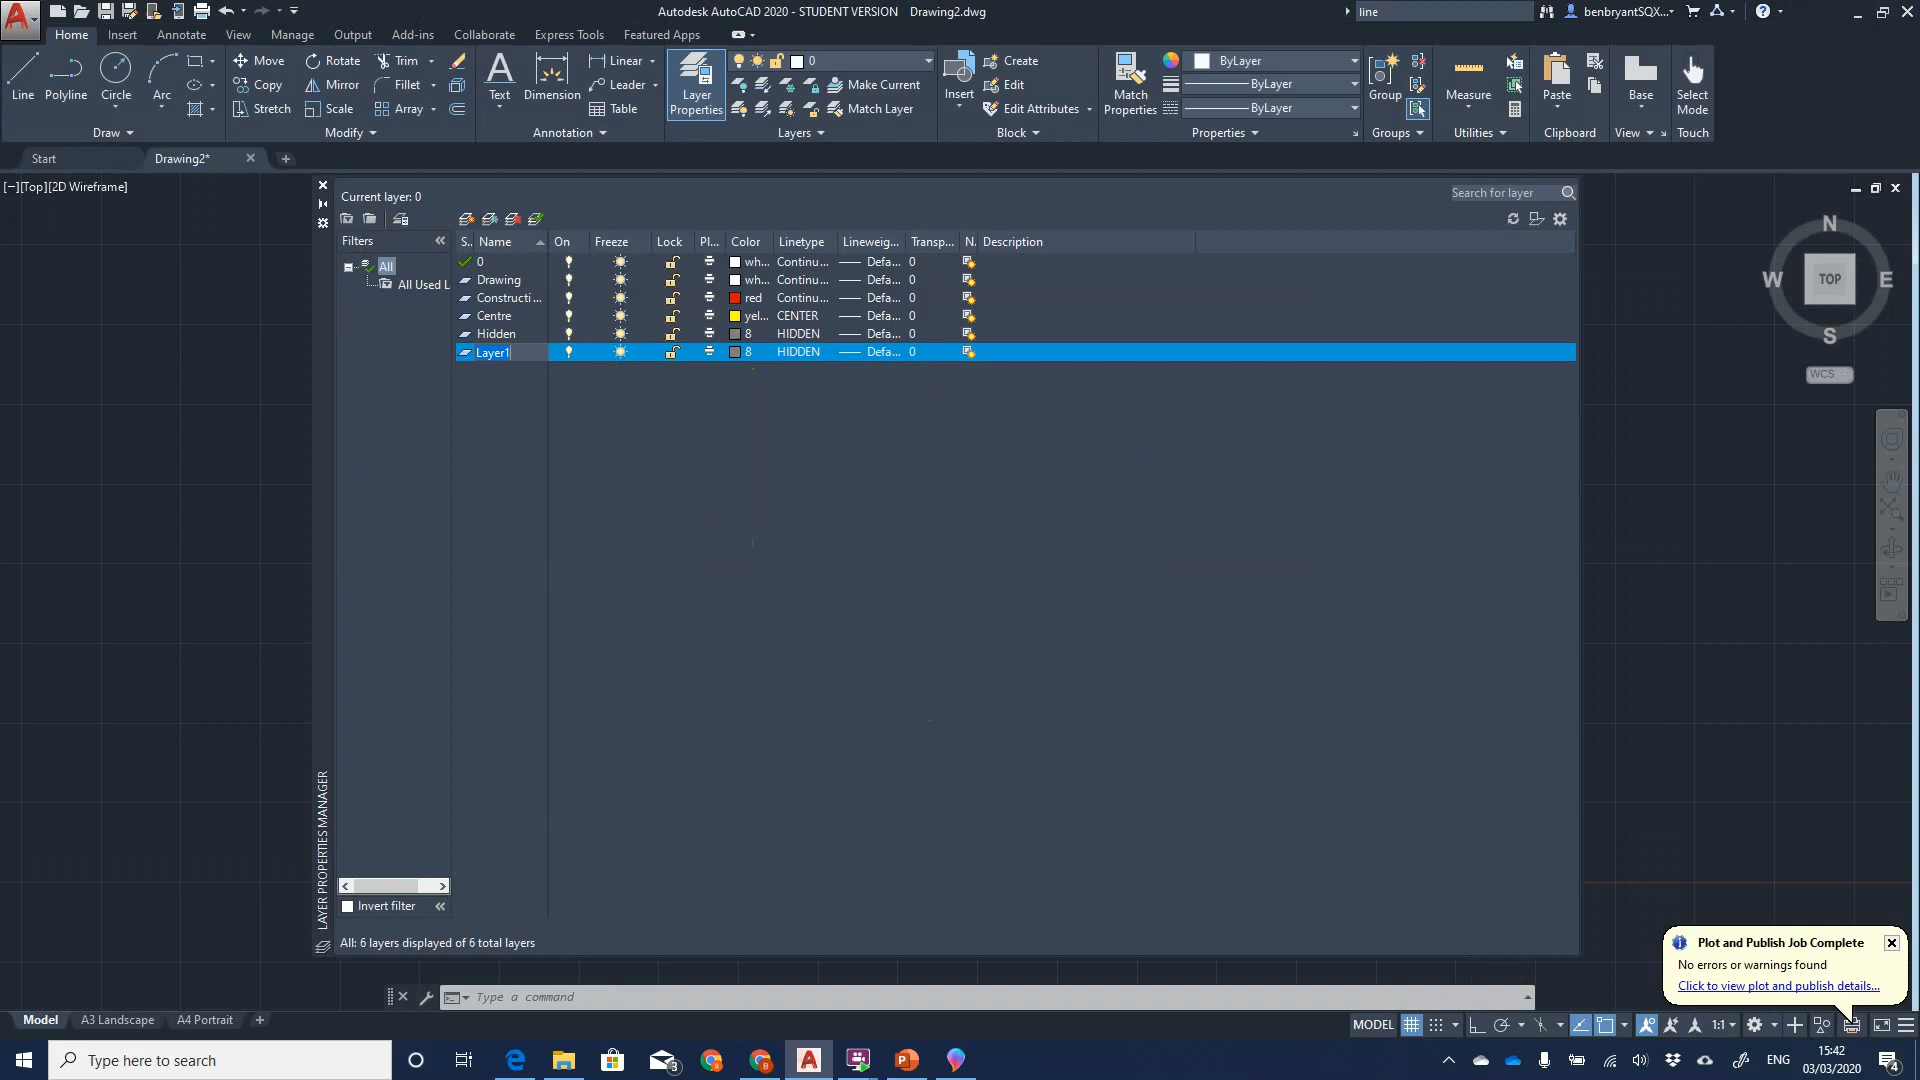 Autodesk AutoCAD 2020 - STUDENT VERSION Drawing2.dwg
line
benbryantSQX...
Home Insert Annotate View Manage Output Add-ins Collaborate Express Tools Featured Apps
Line Polyline Circle Arc
Draw
Move Rotate Trim
Copy Mirror Fillet
Stretch Scale Array
Modify
Text Dimension
Linear
Leader
Table
Annotation
Layer Properties
0
Make Current
Match Layer
Layers
Insert
Create
Edit
Edit Attributes
Block
Match Properties
ByLayer
ByLayer
ByLayer
Properties
Group
Groups
Measure
Utilities
Paste
Clipboard
Base
View
Select Mode
Touch
Start Drawing2*
[−][Top][2D Wireframe]
Current layer: 0
Search for layer
Filters
All
All Used L
S.. Name On Freeze Lock Pl... Color Linetype Lineweig... Transp... N. Description
0 wh... Continu... Defa... 0
Drawing wh... Continu... Defa... 0
Constructi... red Continu... Defa... 0
Centre yel... CENTER Defa... 0
Hidden 8 HIDDEN Defa... 0
Layer1 8 HIDDEN Defa... 0
Invert filter
All: 6 layers displayed of 6 total layers
LAYER PROPERTIES MANAGER
N
W TOP E
S
WCS
Type a command
Plot and Publish Job Complete
No errors or warnings found
Click to view plot and publish details...
Model A3 Landscape A4 Portrait
MODEL 1:1
Type here to search
3
ENG
15:42
03/03/2020
4